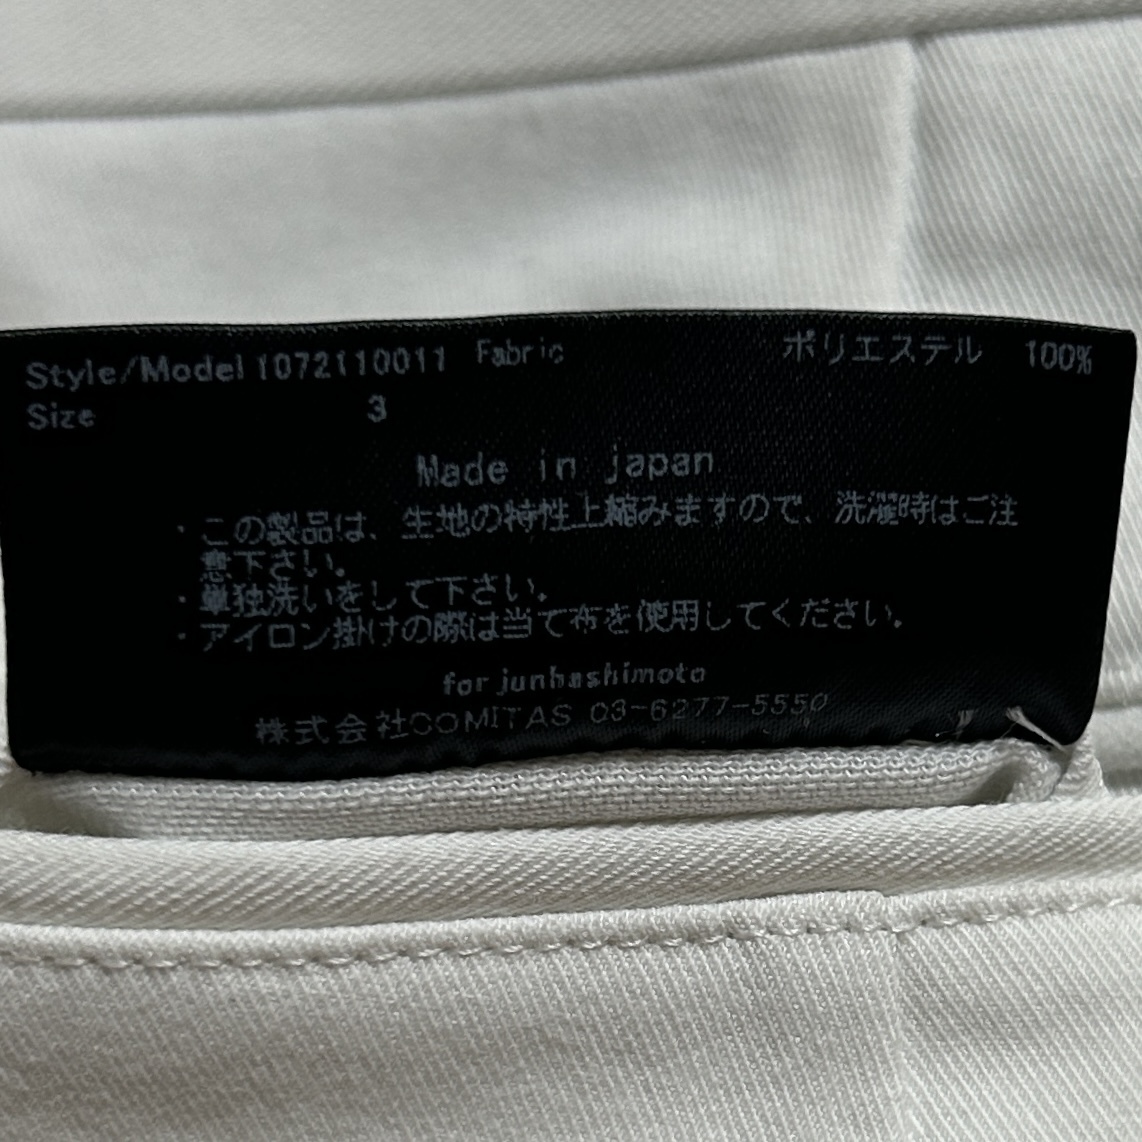 Style/Model 1072110011 Fabric ポリエステル 100%
Size 3
Made in japan
・この製品は、生地の特性上縮みますので、洗濯時はご注
意下さい。
・単独洗いをして下さい。
・アイロン掛けの際は当て布を使用してください。
for junhashimoto
株式会社COMITAS 03-6277-5550